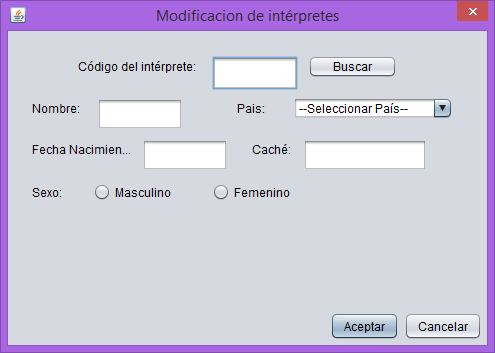 Modificacion de intérpretes
Código del intérprete: Buscar
Nombre: Pais: --Seleccionar País--
Fecha Nacimien... Caché:
Sexo: Masculino Femenino
Aceptar Cancelar